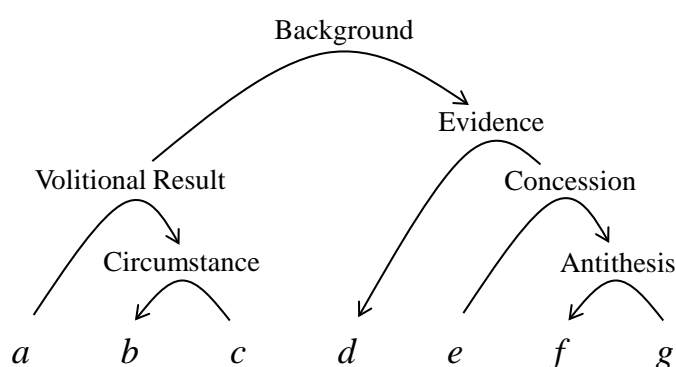 Background
Evidence
Volitional Result
Concession
Circumstance
Antithesis
a b c d e f g